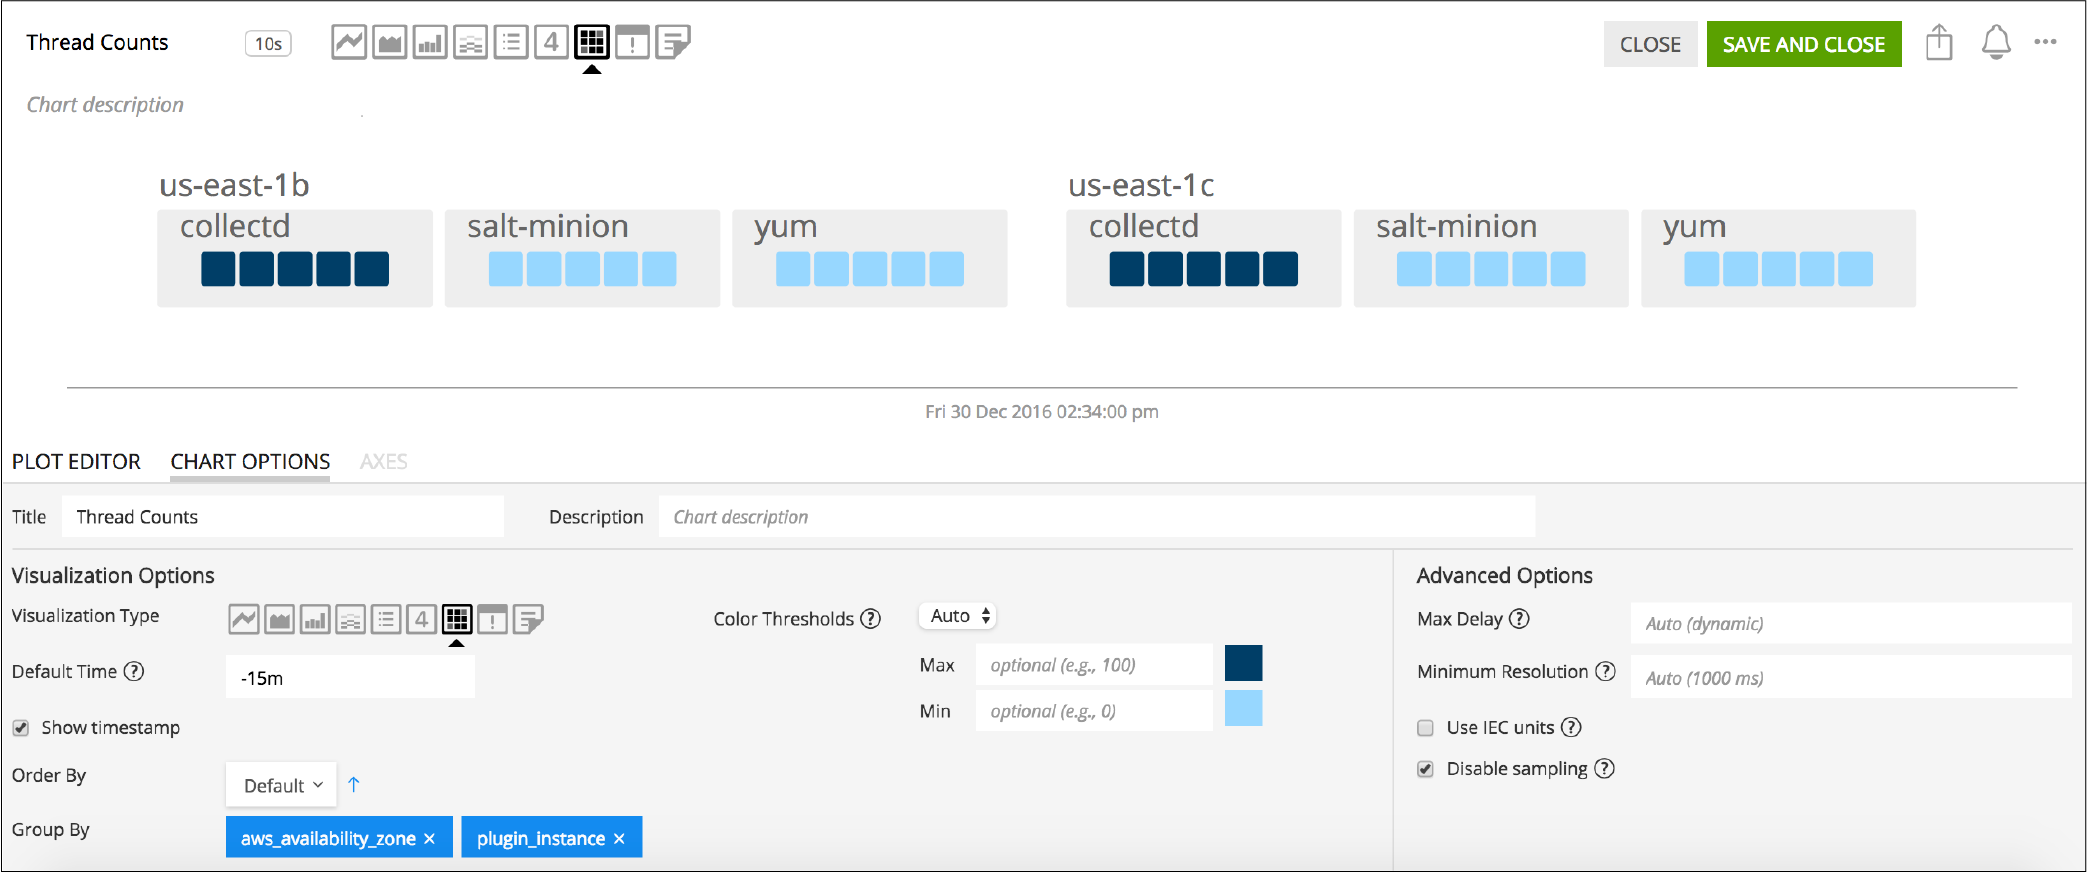 Thread Counts 10s 4 ! CLOSE SAVE AND CLOSE
Chart description
us-east-1b us-east-1c
collectd salt-minion yum collectd salt-minion yum
Fri 30 Dec 2016 02:34:00 pm
PLOT EDITOR CHART OPTIONS AXES
Title Thread Counts Description Chart description
Visualization Options Advanced Options
Visualization Type 4 ! Color Thresholds ? Auto Max Delay ? Auto (dynamic)
Default Time ? -15m Max optional (e.g., 100) Minimum Resolution ? Auto (1000 ms)
Min optional (e.g., 0)
Show timestamp Use IEC units ?
Order By Default ↑ Disable sampling ?
Group By aws_availability_zone × plugin_instance ×